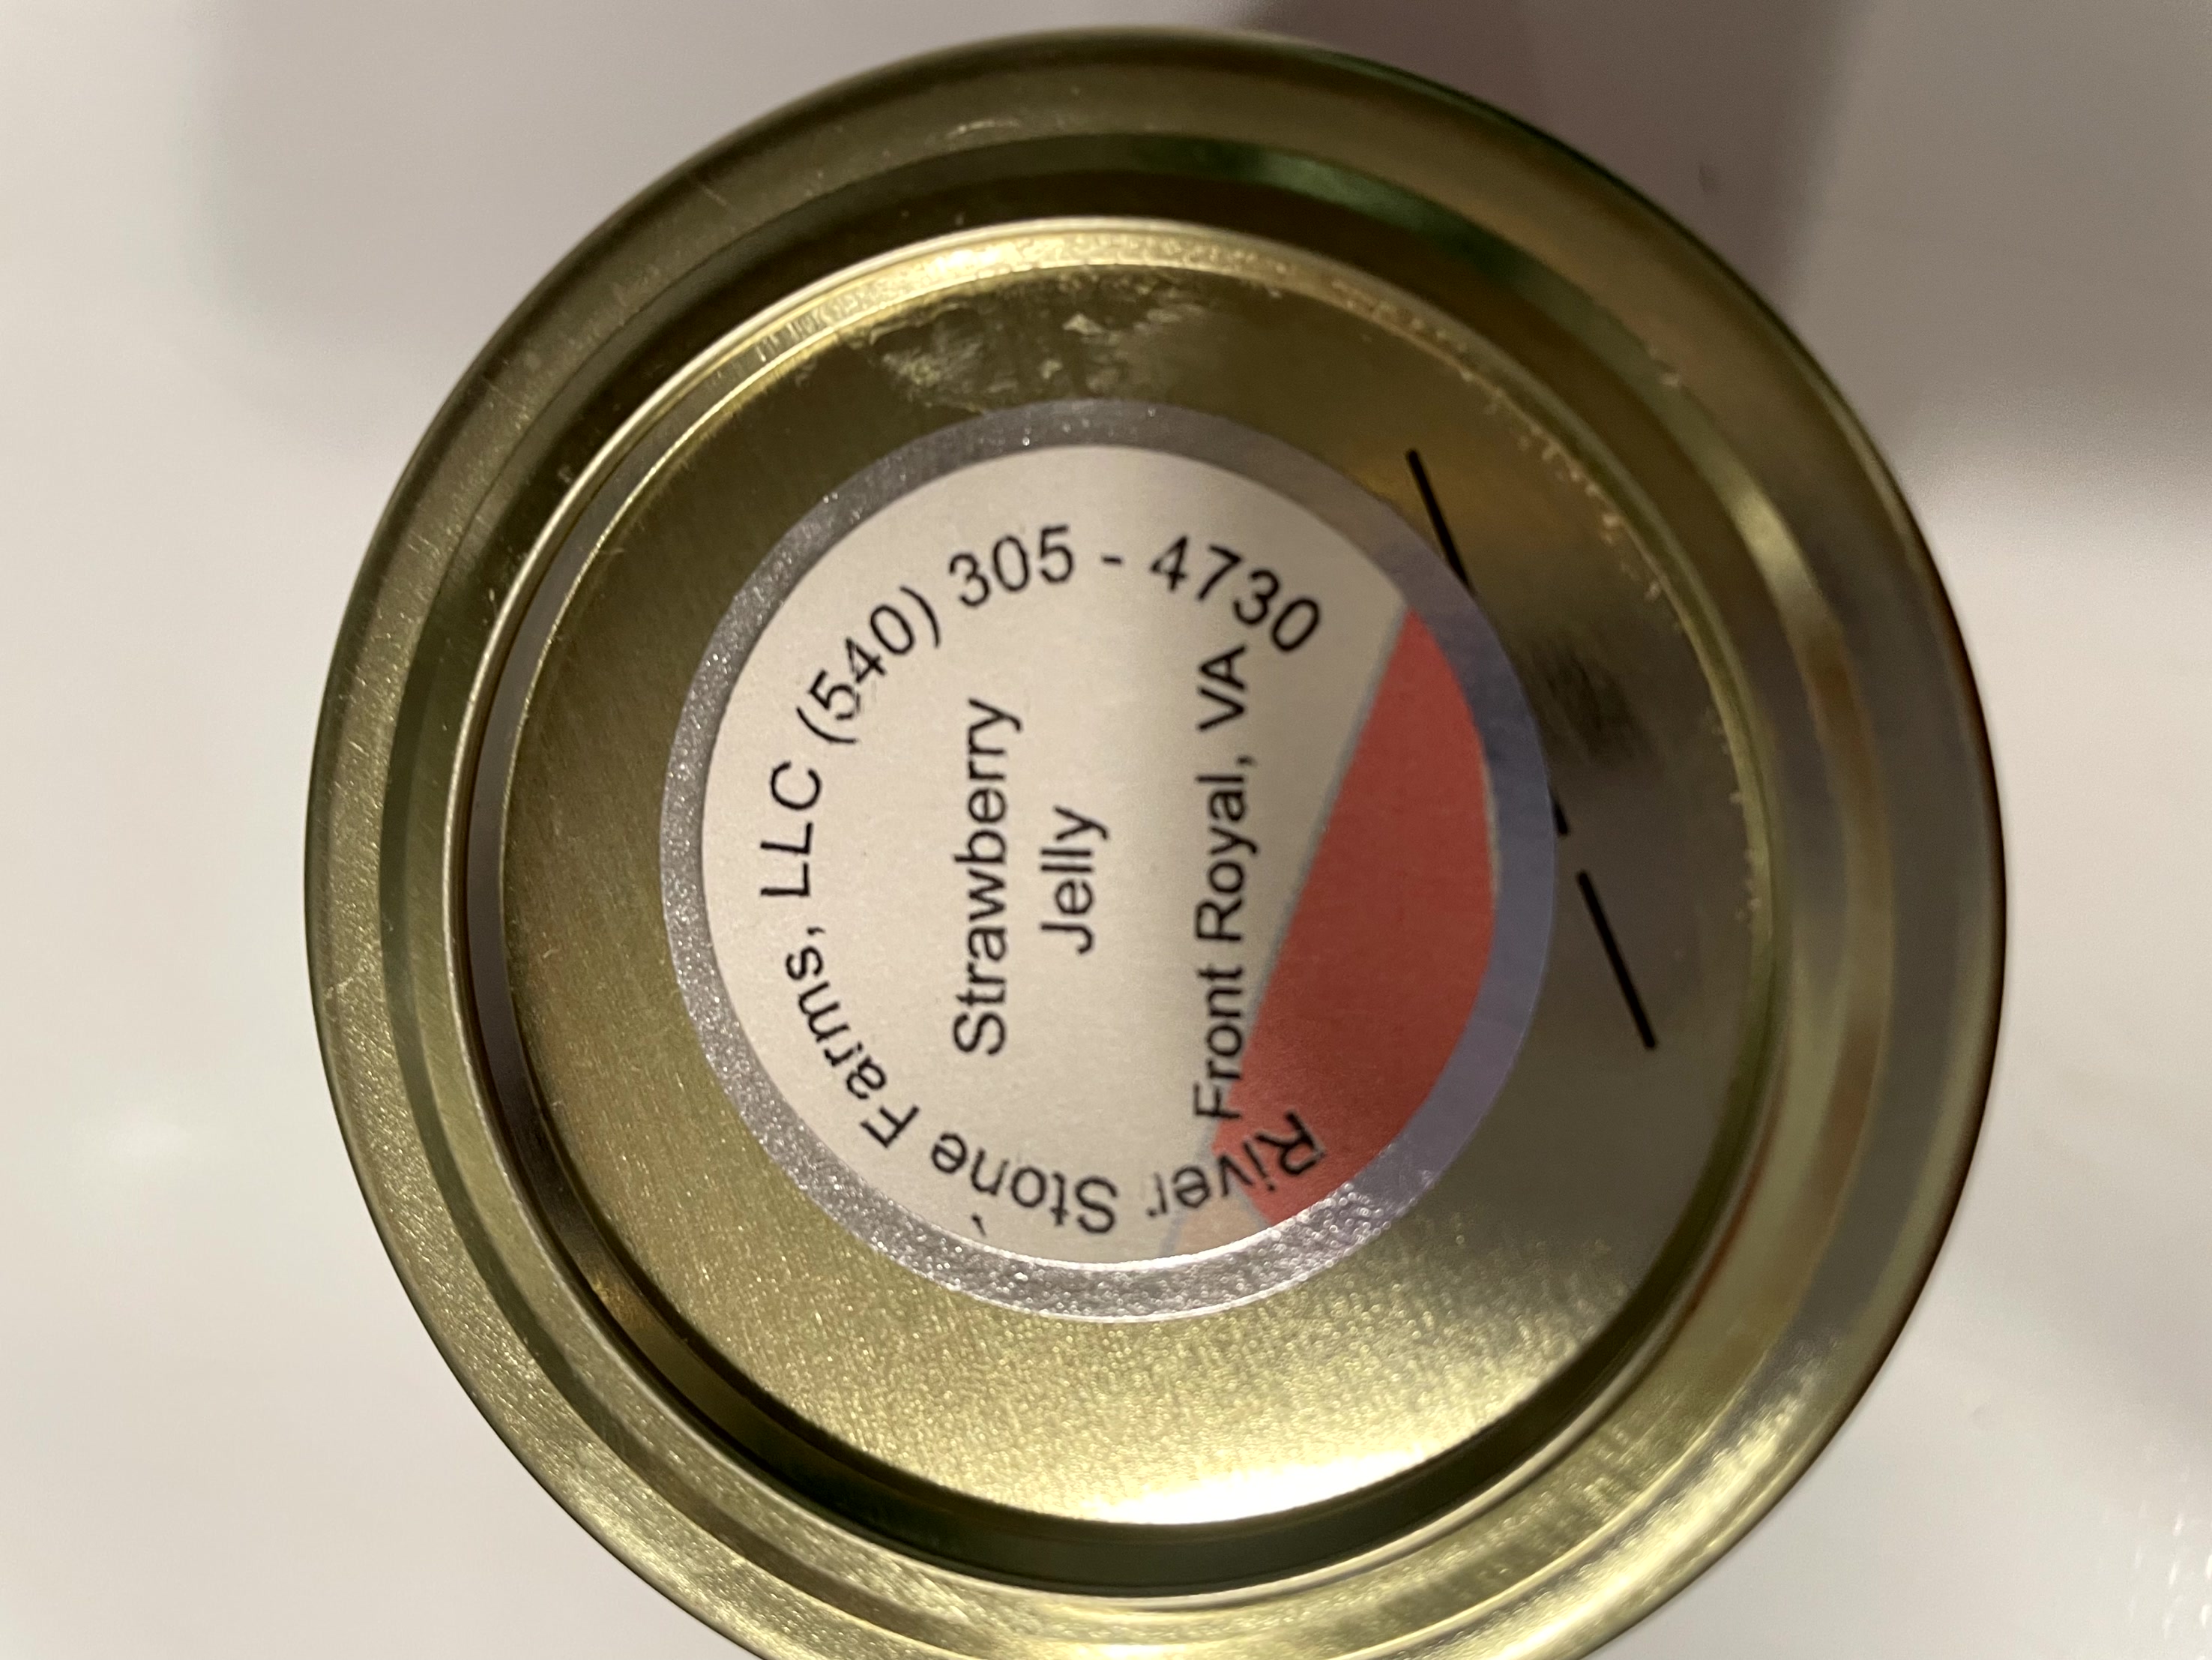 River Stone Farms, LLC (540) 305 - 4730
Strawberry
Jelly
Front Royal, VA